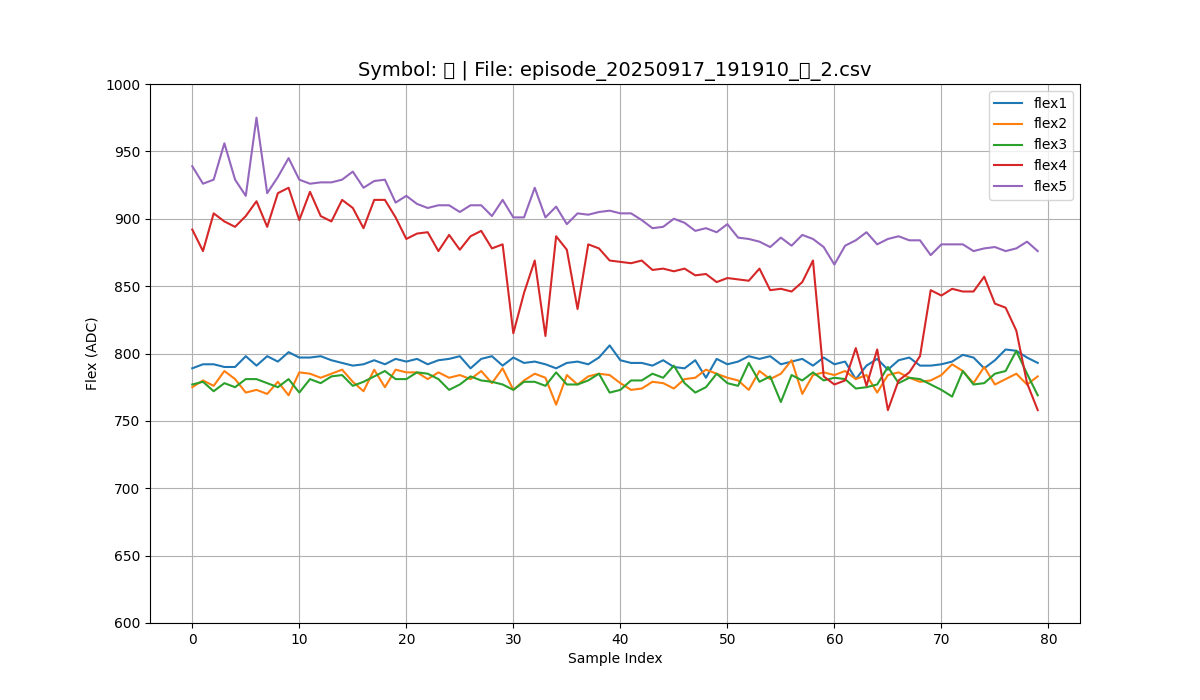 Symbol: ▯ | File: episode_20250917_191910_▯_2.csv
flex1
flex2
flex3
flex4
flex5
Flex (ADC)
1000
950
900
850
800
750
700
650
600
0 10 20 30 40 50 60 70 80
Sample Index